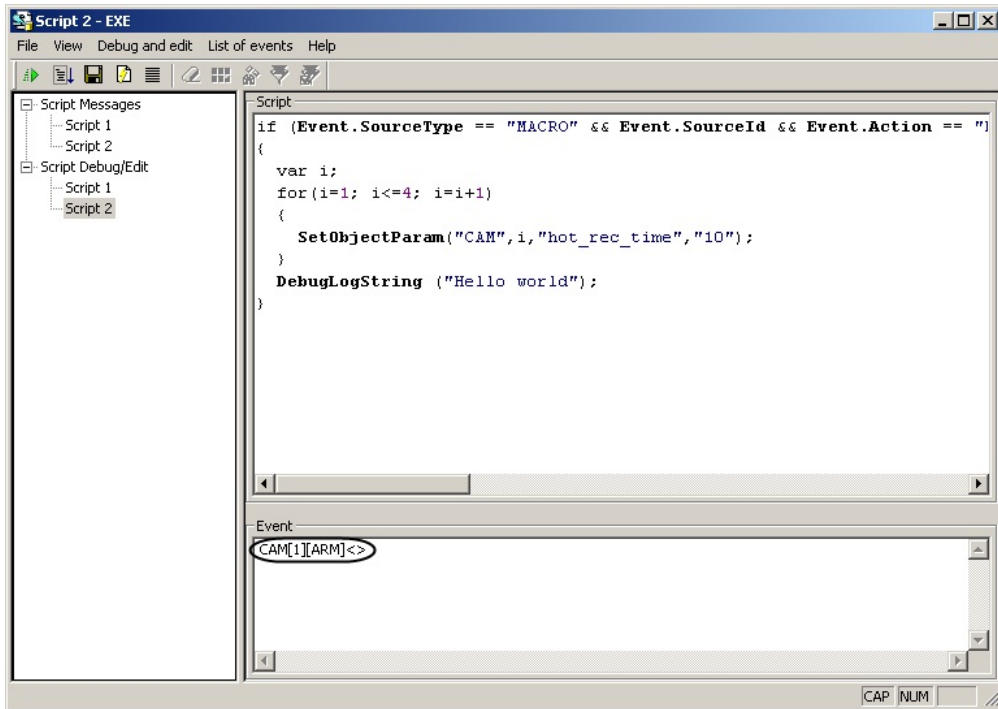 Script 2 - EXE
File View Debug and edit List of events Help
Script Messages
Script 1
Script 2
Script Debug/Edit
Script 1
Script 2
Script
if (Event.SourceType == "MACRO" && Event.SourceId && Event.Action == "
{
var i;
for(i=1; i<=4; i=i+1)
{
SetObjectParam("CAM",i,"hot_rec_time","10");
}
DebugLogString ("Hello world");
}
Event
CAM[1][ARM]<>
CAP NUM